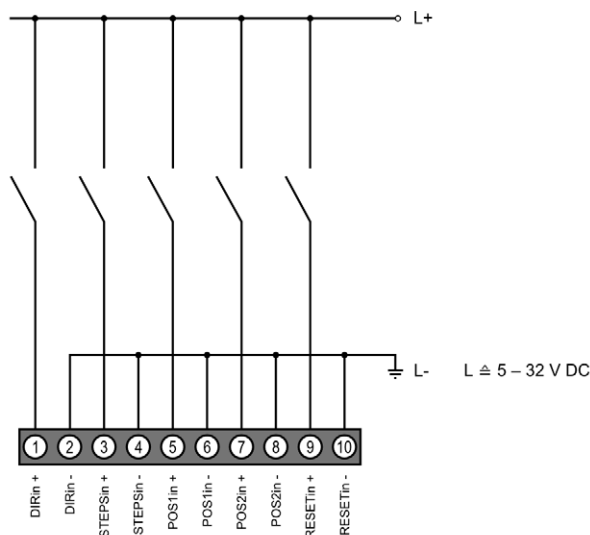 L+
L- L ≙ 5 – 32 V DC
1 2 3 4 5 6 7 8 9 10
DIRin +
DIRin -
STEPSin +
STEPSin -
POS1in +
POS1in -
POS2in +
POS2in -
RESETin +
RESETin -